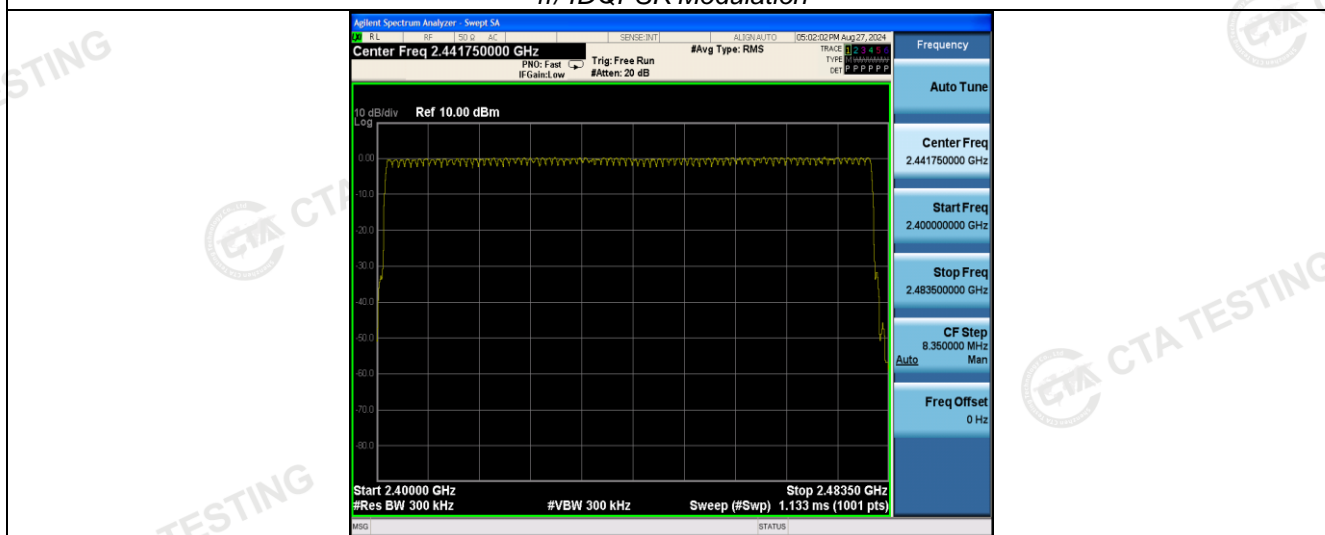 Modulation
Agilent Spectrum Analyzer - Swept SA
RL RF 50 Ω AC SENSE:INT ALIGN AUTO 05:02:02 PM Aug 27, 2024
Center Freq 2.441750000 GHz #Avg Type: RMS TRACE 1 2 3 4 5 6
PNO: Fast Trig: Free Run TYPE M
IFGain:Low #Atten: 20 dB DET P P P P P P
Frequency
Auto Tune
10 dB/div Ref 10.00 dBm
Log
0.00
-10.0
-20.0
-30.0
-40.0
-50.0
-60.0
-70.0
-80.0
Center Freq
2.441750000 GHz
Start Freq
2.400000000 GHz
Stop Freq
2.483500000 GHz
CF Step
8.350000 MHz
Auto Man
Freq Offset
0 Hz
Start 2.40000 GHz Stop 2.48350 GHz
#Res BW 300 kHz #VBW 300 kHz Sweep (#Swp) 1.133 ms (1001 pts)
MSG STATUS
STING
CTA
CTA TESTING
TESTING